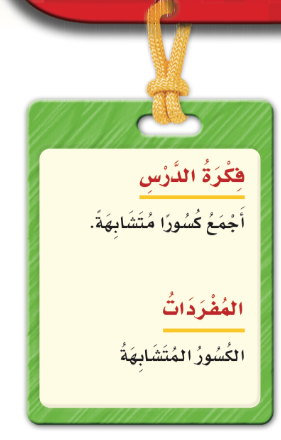 فِكْرَةُ الدَّرْسِ
أَجْمَعُ كُسُورًا مُتَشَابِهَةً.
المُفْرَدَاتُ
الكُسُورُ المُتَشَابِهَةُ